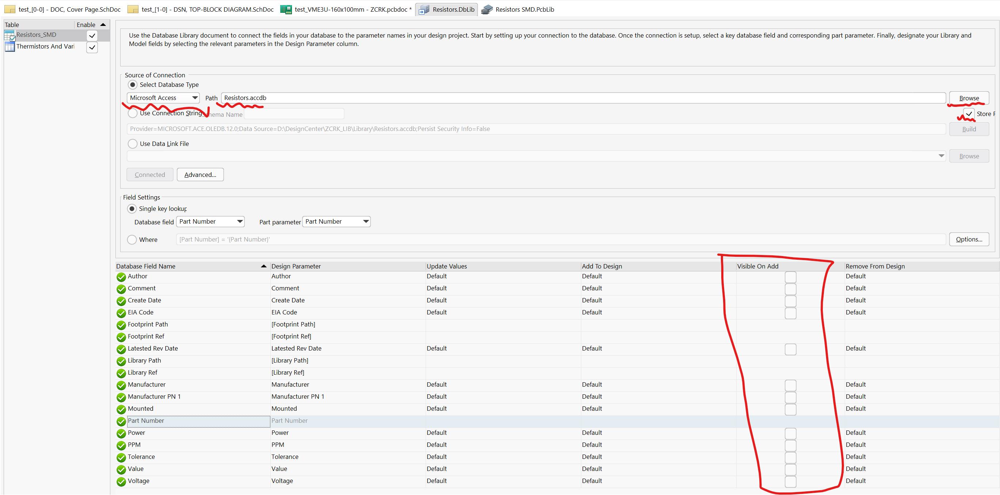 test_[0-0] - DOC, Cover Page.SchDoc test_[1-0] - DSN, TOP-BLOCK DIAGRAM.SchDoc test_VME3U-160x100mm - ZCRK.pcbdoc * Resistors.DbLib Resistors SMD.PcbLib
Table Enable
Resistors_SMD
Thermistors And Vari
Use the Database Library document to connect the fields in your database to the parameter names in your design project. Start by setting up your connection to the database. Once the connection is setup, select a key database field and corresponding part parameter. Finally, designate your Library and
Model fields by selecting the relevant parameters in the Design Parameter column.
Source of Connection
Select Database Type
Microsoft Access Path Resistors.accdb Browse
Use Connection String Schema Name Store
Provider=MICROSOFT.ACE.OLEDB.12.0;Data Source=D:\DesignCenter\ZCRK_LIB\Library\Resistors.accdb;Persist Security Info=False Build
Use Data Link File
Browse
Connected Advanced...
Field Settings
Single key lookup
Database field Part Number Part parameter Part Number
Where [Part Number] = '{Part Number}' Options...
Database Field Name Design Parameter Update Values Add To Design Visible On Add Remove From Design
Author Author Default Default Default
Comment Comment Default Default Default
Create Date Create Date Default Default Default
EIA Code EIA Code Default Default Default
Footprint Path [Footprint Path]
Footprint Ref [Footprint Ref]
Latested Rev Date Latested Rev Date Default Default Default
Library Path [Library Path]
Library Ref [Library Ref]
Manufacturer Manufacturer Default Default Default
Manufacturer PN 1 Manufacturer PN 1 Default Default Default
Mounted Mounted Default Default Default
Part Number Part Number
Power Power Default Default Default
PPM PPM Default Default Default
Tolerance Tolerance Default Default Default
Value Value Default Default Default
Voltage Voltage Default Default Default